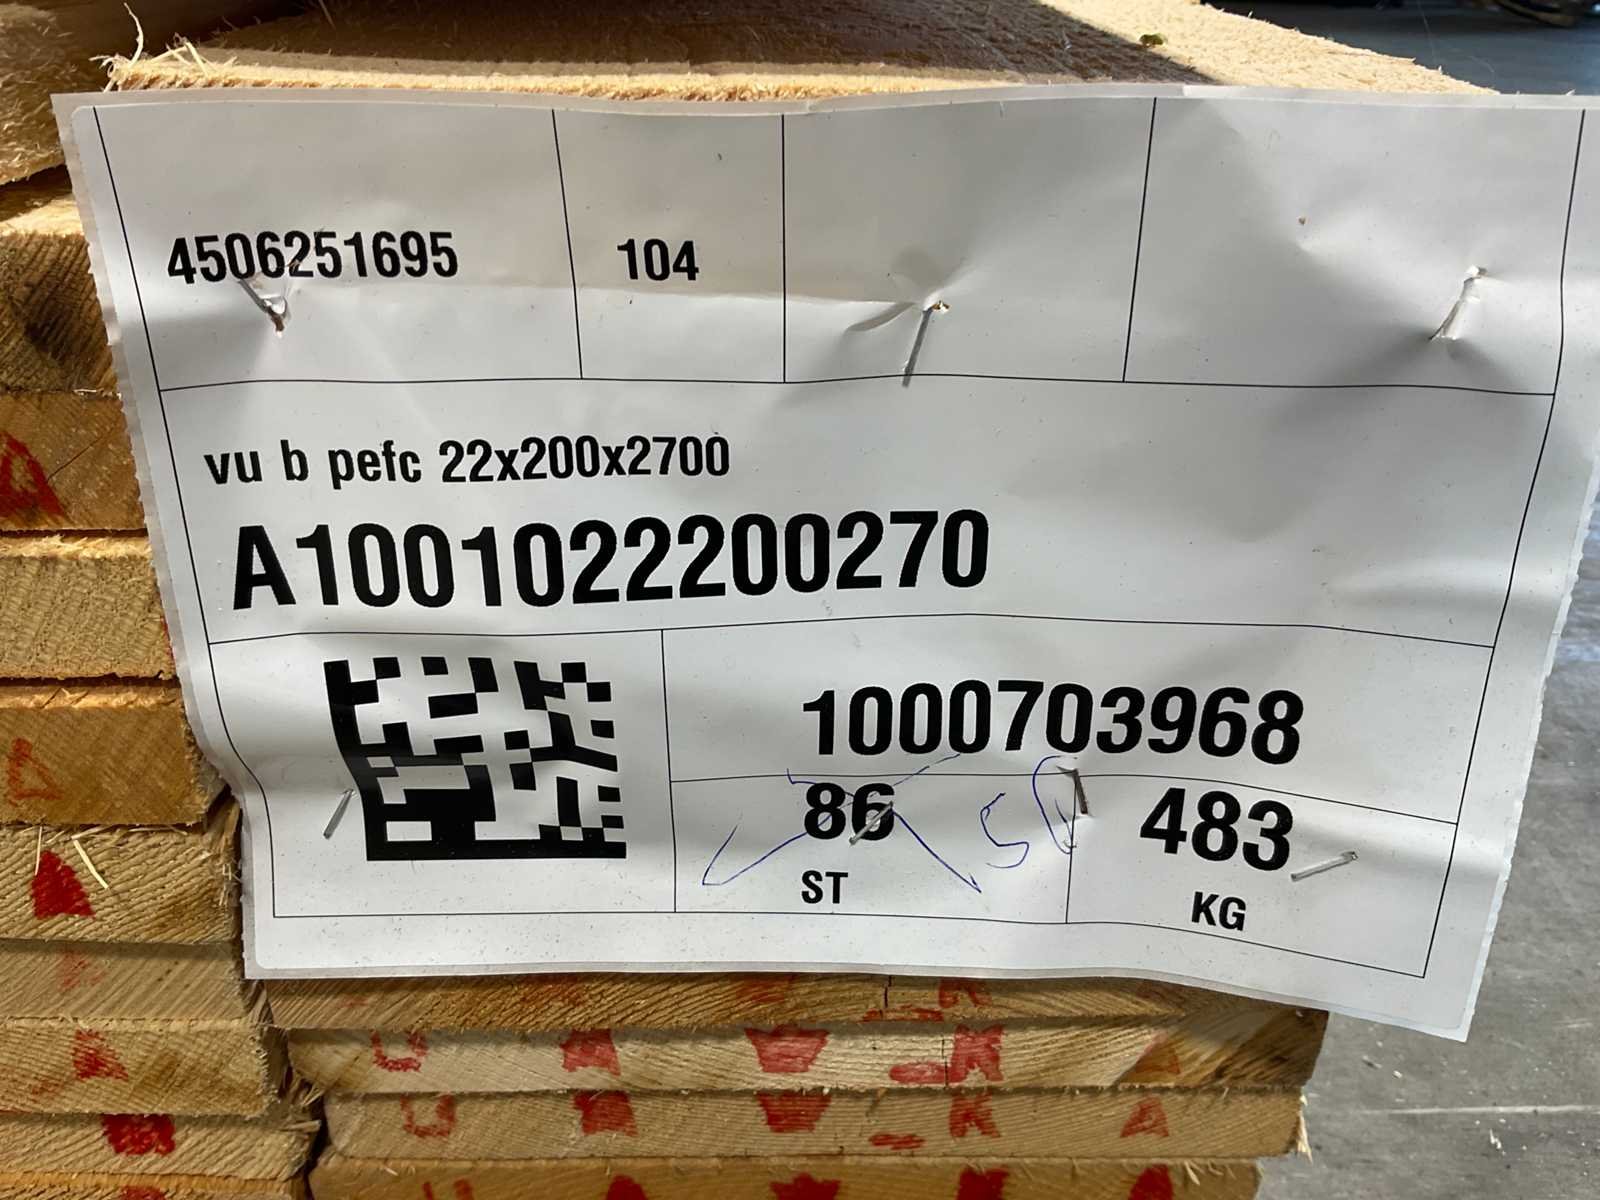 4506251695 104
vu b pefc 22x200x2700
A1001022200270
1000703968
86 50 483
ST KG